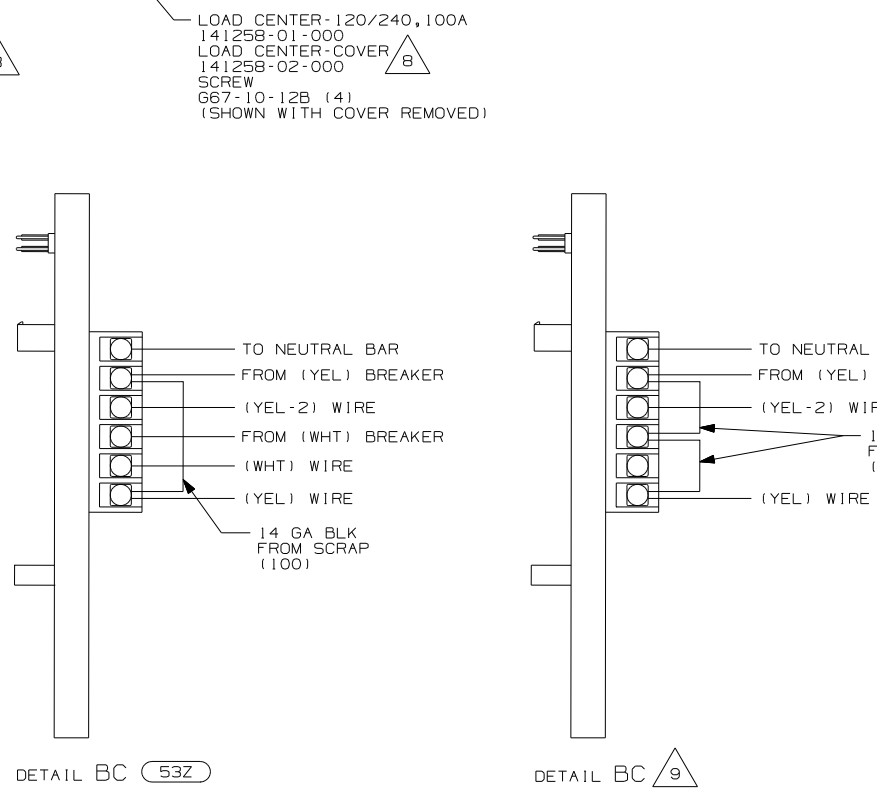 LOAD CENTER-120/240,100A
141258-01-000
LOAD CENTER-COVER
141258-02-000
8
SCREW
G67-10-12B (4)
(SHOWN WITH COVER REMOVED)
TO NEUTRAL BAR
FROM (YEL) BREAKER
(YEL-2) WIRE
FROM (WHT) BREAKER
(WHT) WIRE
(YEL) WIRE
14 GA BLK
FROM SCRAP
(100)
DETAIL BC 53Z
TO NEUTRAL
FROM (YEL)
(YEL-2)
(YEL) WIRE
DETAIL BC 9